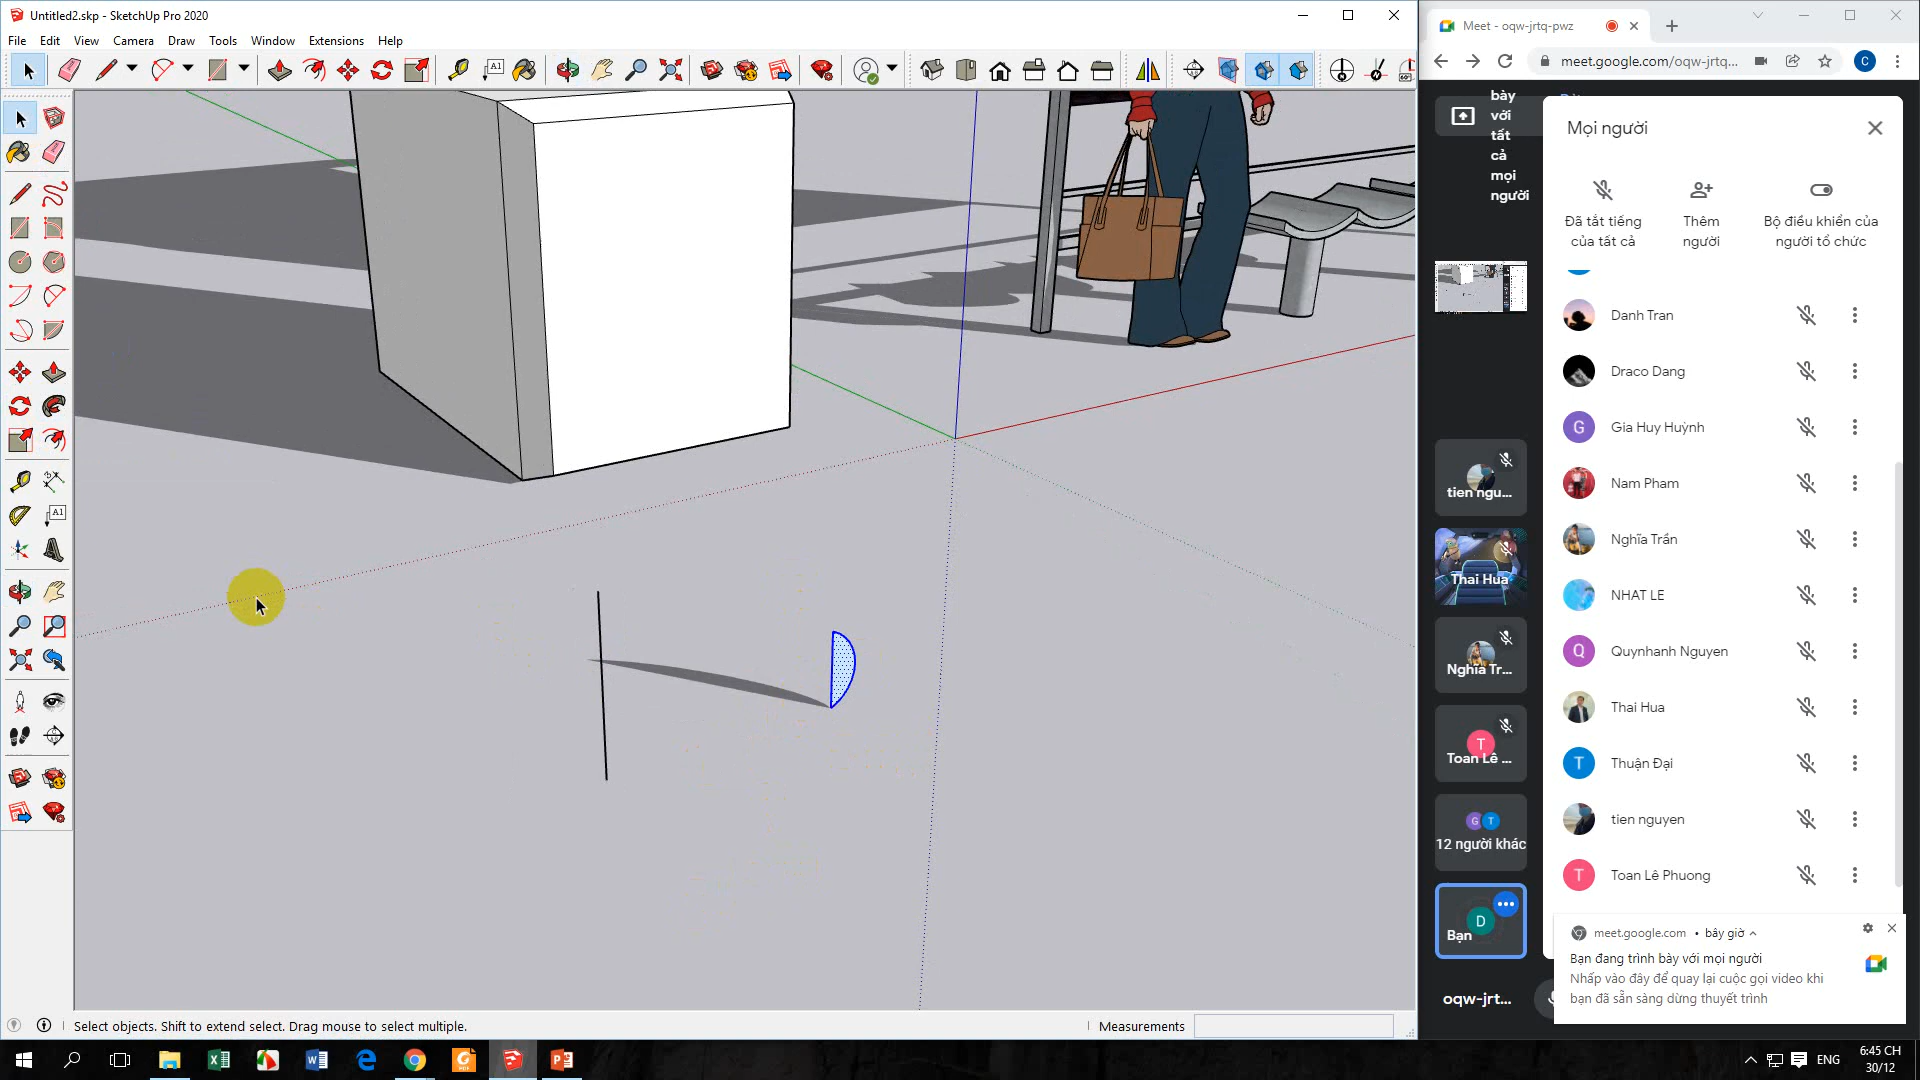 Untitled2.skp - SketchUp Pro 2020
File Edit View Camera Draw Tools Window Extensions Help
Select objects. Shift to extend select. Drag mouse to select multiple.
Measurements
Meet - oqw-jrtq-pwz
meet.google.com/oqw-jrtq...
C
bày
với
tất
cả
mọi
người
Mọi người
Đã tắt tiếng
của tất cả
Thêm
người
Bộ điều khiển của
người tổ chức
Danh Tran
Draco Dang
G Gia Huy Huỳnh
Nam Pham
Nghĩa Trần
NHAT LE
Q Quynhanh Nguyen
Thai Hua
T Thuận Đại
tien nguyen
T Toan Lê Phuong
tien ngu...
Thai Hua
Nghĩa Tr...
T
Toan Lê ...
G T
12 người khác
D
Bạn
oqw-jrt...
meet.google.com • bây giờ
Bạn đang trình bày với mọi người
Nhấp vào đây để quay lại cuộc gọi video khi
bạn đã sẵn sàng dừng thuyết trình
ENG
6:45 CH
30/12